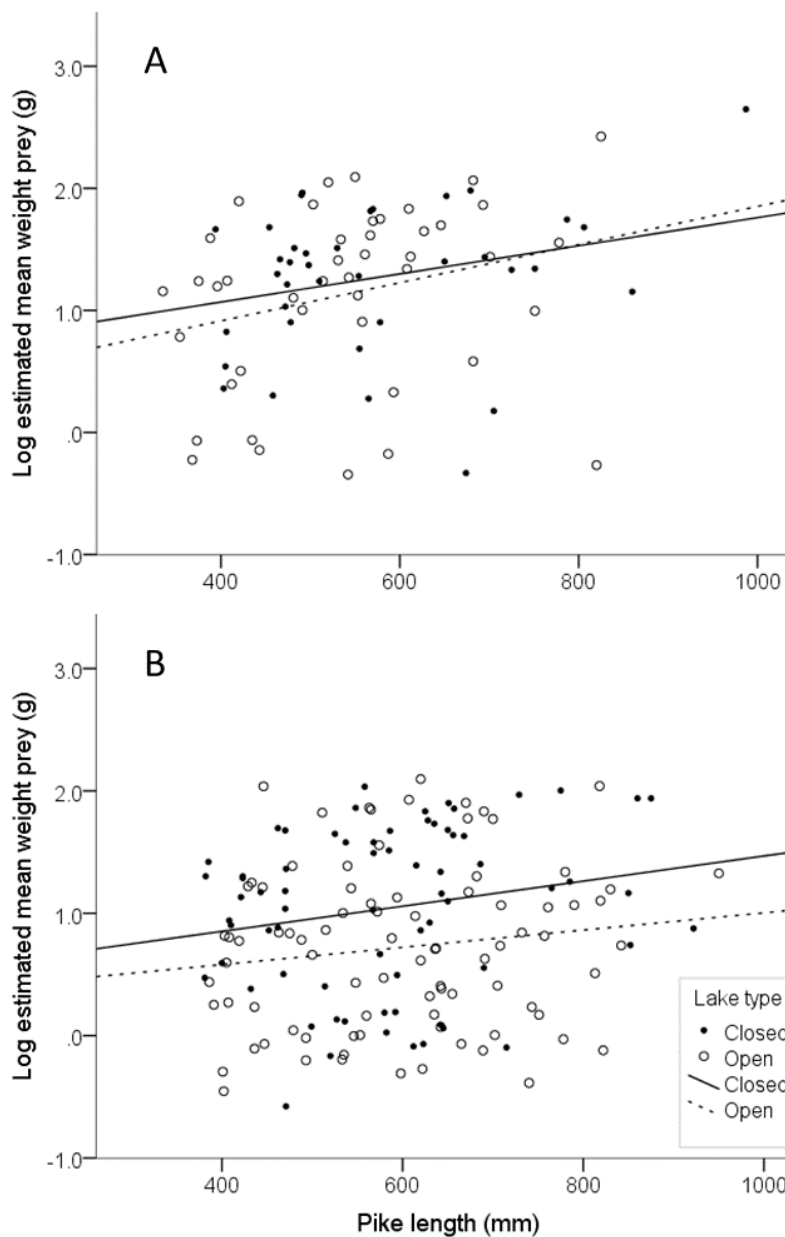 A
Log estimated mean weight prey (g)
3.0
2.0
1.0
.0
-1.0
400 600 800 1000
B
Log estimated mean weight prey (g)
3.0
2.0
1.0
.0
-1.0
400 600 800 1000
Pike length (mm)
Lake type
Closed
Open
Closed
Open